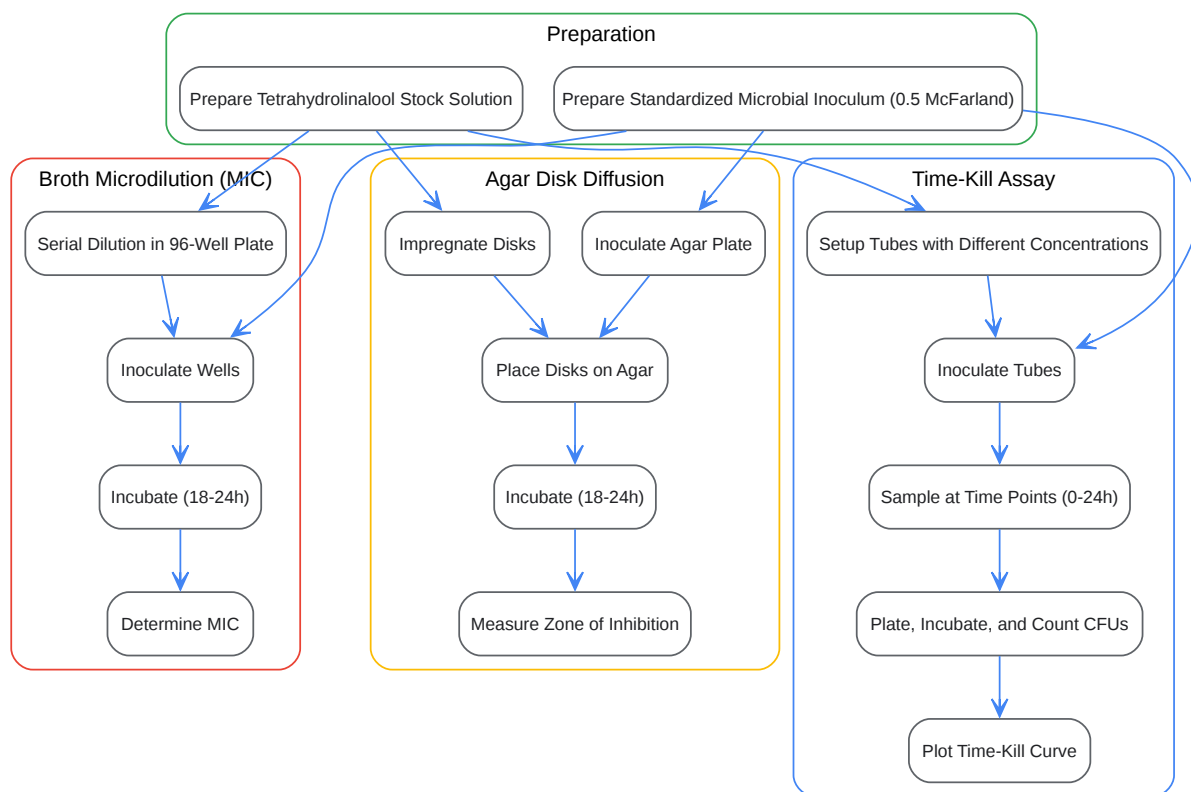 Preparation
Prepare Tetrahydrolinalool Stock Solution
Prepare Standardized Microbial Inoculum (0.5 McFarland)
Broth Microdilution (MIC)
Serial Dilution in 96-Well Plate
Inoculate Wells
Incubate (18-24h)
Determine MIC
Agar Disk Diffusion
Impregnate Disks
Inoculate Agar Plate
Place Disks on Agar
Incubate (18-24h)
Measure Zone of Inhibition
Time-Kill Assay
Setup Tubes with Different Concentrations
Inoculate Tubes
Sample at Time Points (0-24h)
Plate, Incubate, and Count CFUs
Plot Time-Kill Curve